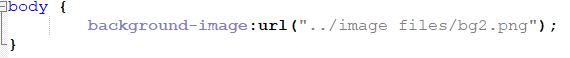 body {
background-image:url("../image files/bg2.png");
}